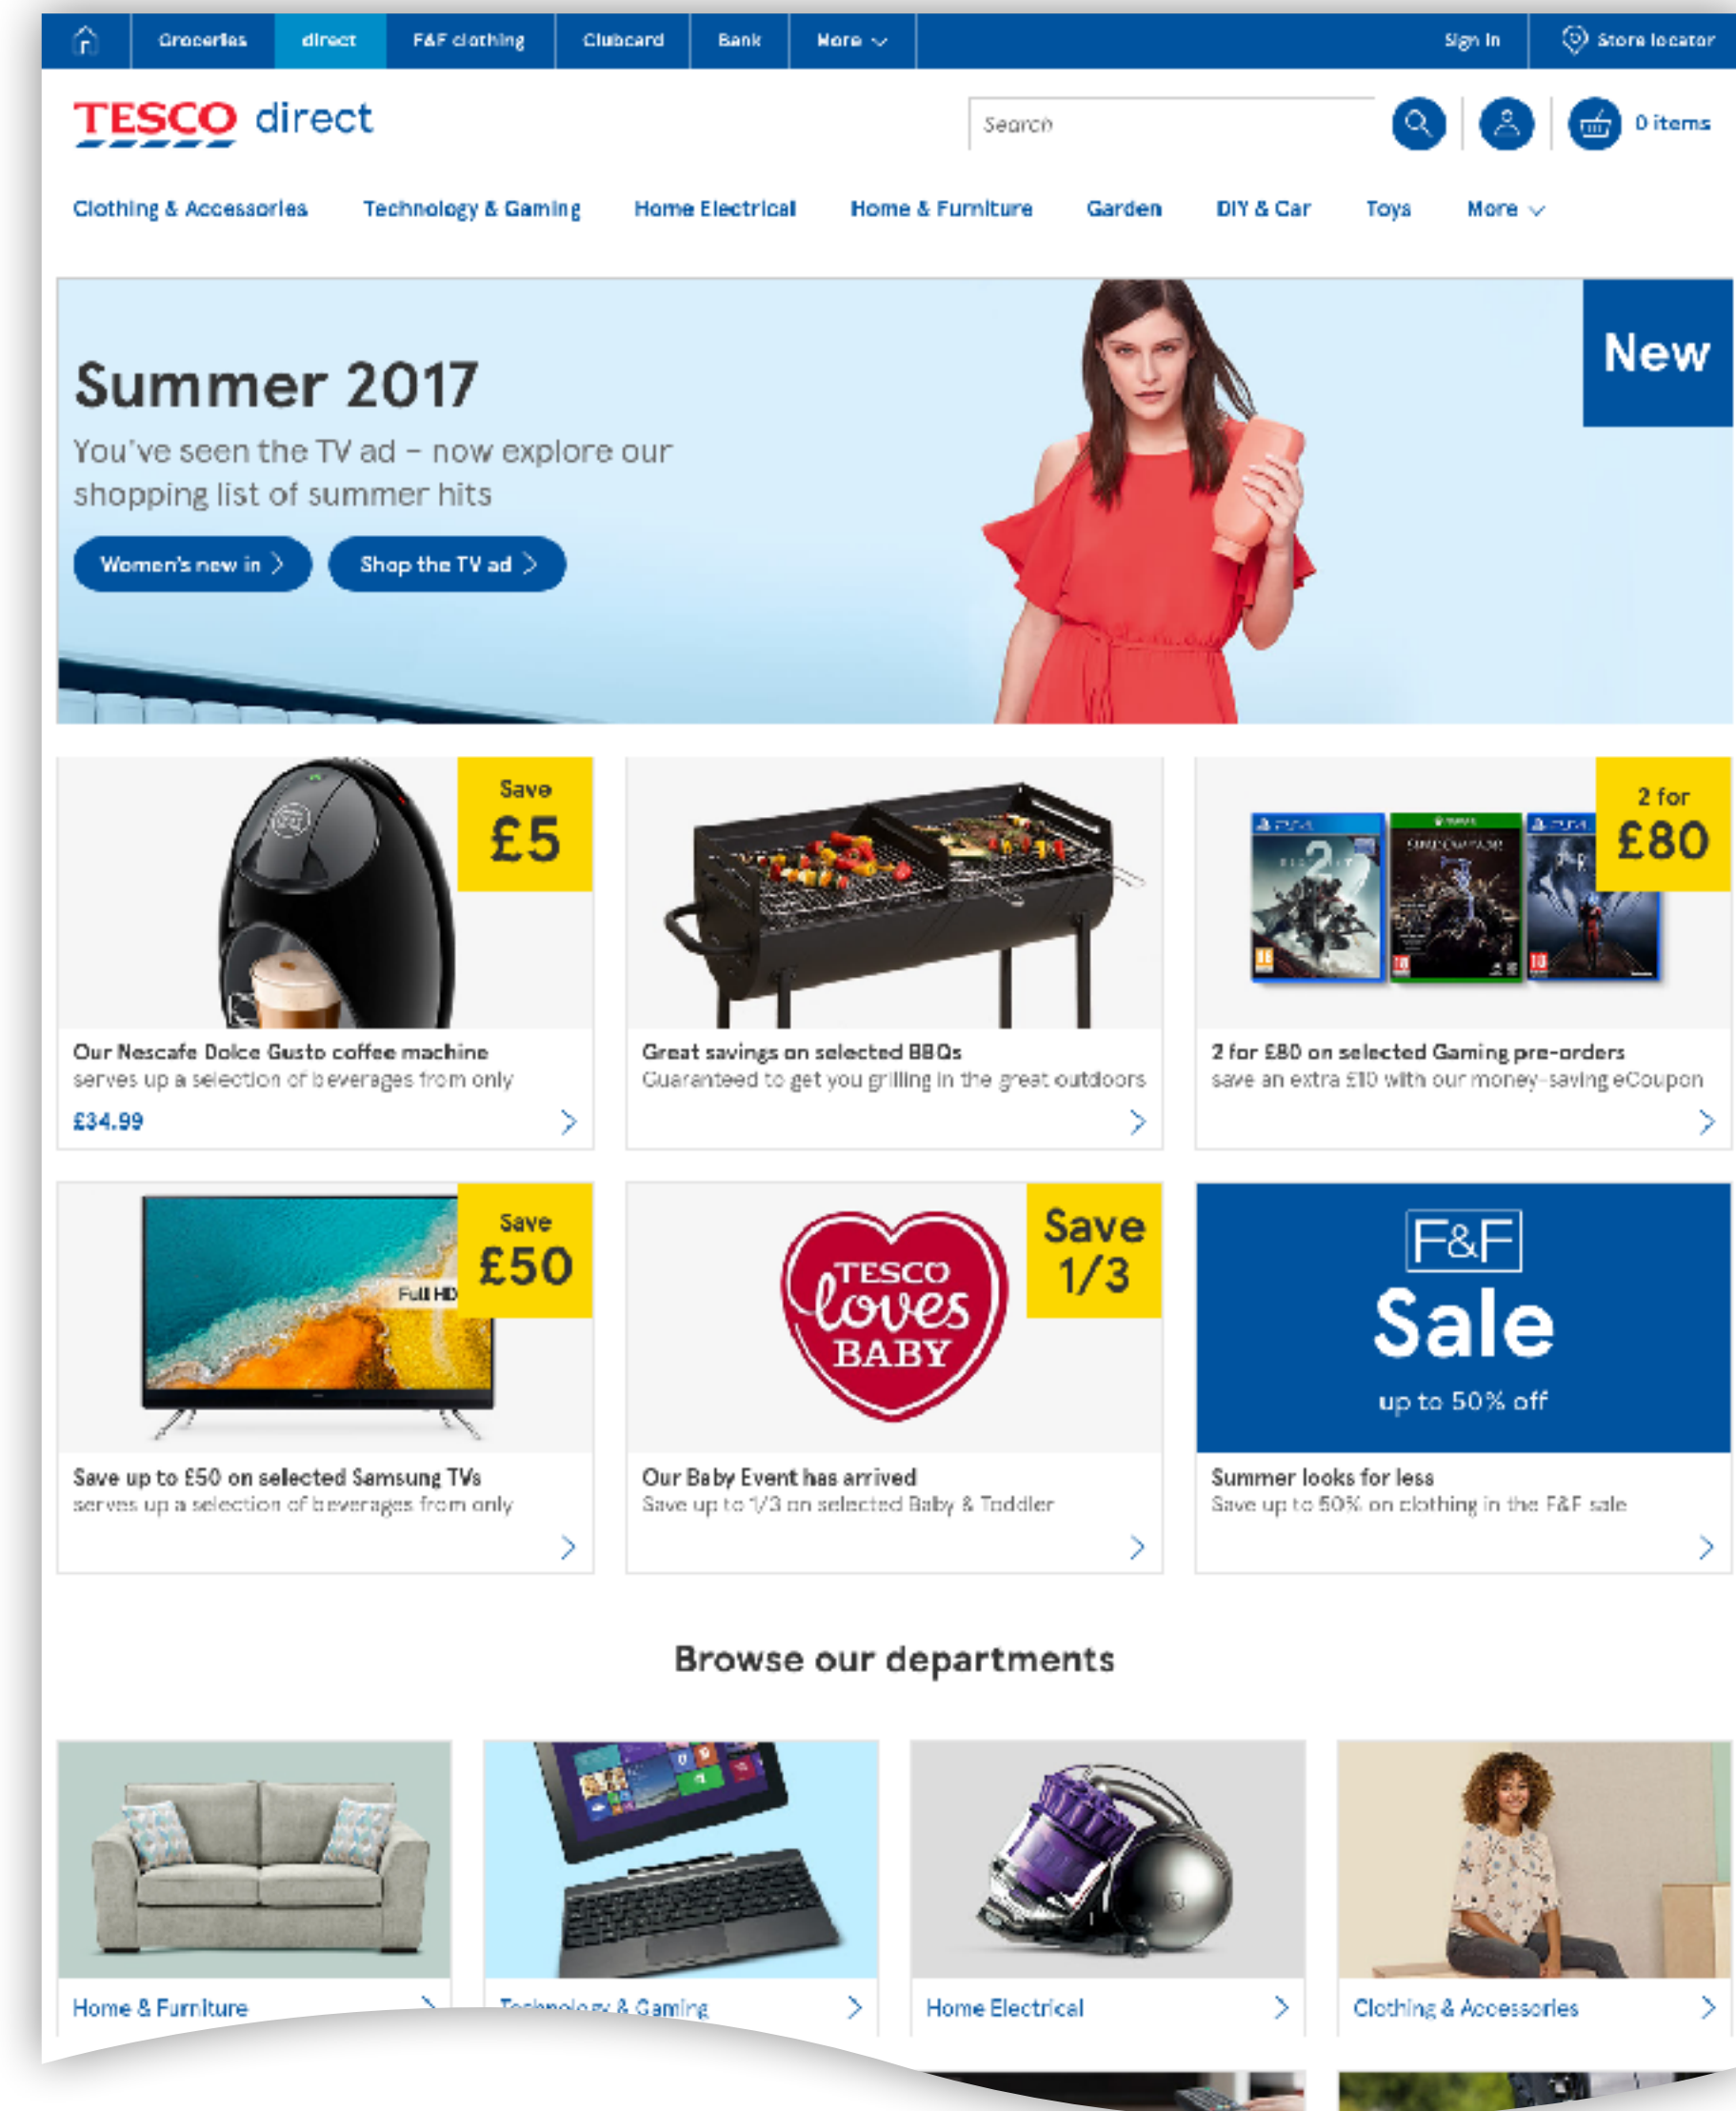 Groceries direct F&F clothing Clubcard Bank More Sign in Store locator
TESCO direct Search 0 items
Clothing & Accessories Technology & Gaming Home Electrical Home & Furniture Garden DIY & Car Toys More
New
Summer 2017
You've seen the TV ad – now explore our
shopping list of summer hits
Women's new in Shop the TV ad
Save
£5
2 for
£80
Our Nescafe Dolce Gusto coffee machine
serves up a selection of beverages from only
£34.99
Great savings on selected BBQs
Guaranteed to get you grilling in the great outdoors
2 for £80 on selected Gaming pre-orders
save an extra £10 with our money-saving eCoupon
Full HD
Save
£50
TESCO
loves
BABY
Save
1/3
F&F
Sale
up to 50% off
Save up to £50 on selected Samsung TVs
serves up a selection of beverages from only
Our Baby Event has arrived
Save up to 1/3 on selected Baby & Toddler
Summer looks for less
Save up to 50% on clothing in the F&F sale
Browse our departments
Home & Furniture
Technology & Gaming
Home Electrical
Clothing & Accessories